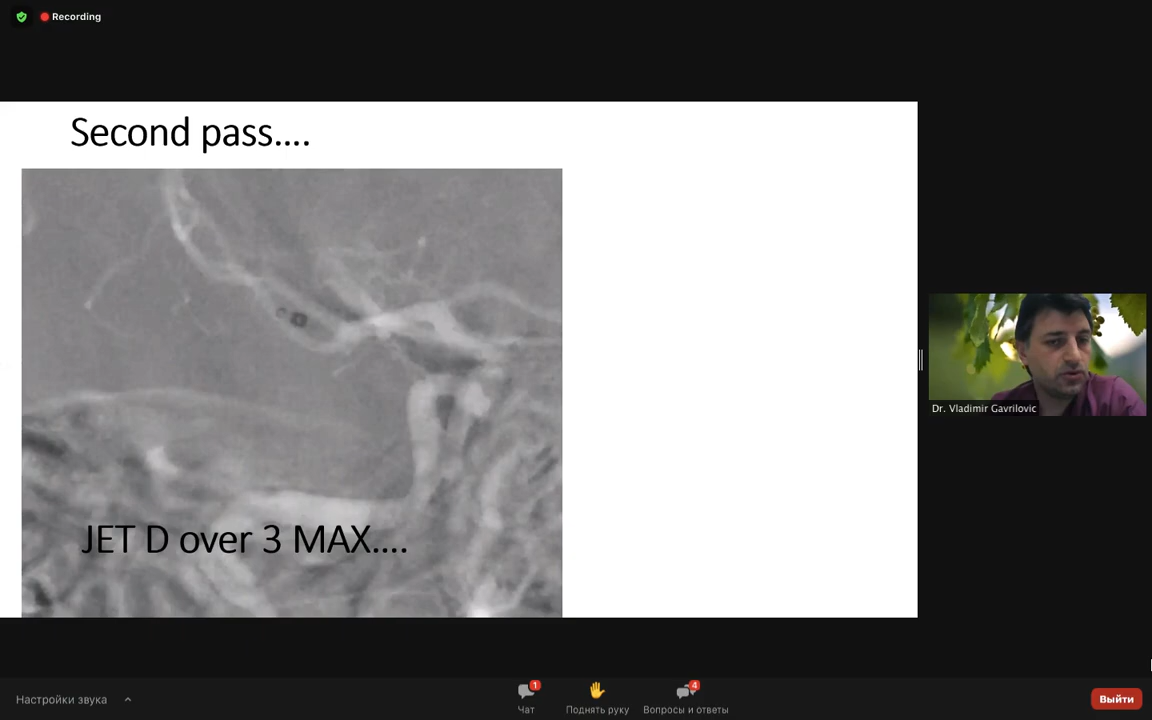 Recording
Second pass....
JET D over 3 MAX....
Dr. Vladimir Gavrilovic
Настройки звука
1
Чат
Поднять руку
4
Вопросы и ответы
Выйти